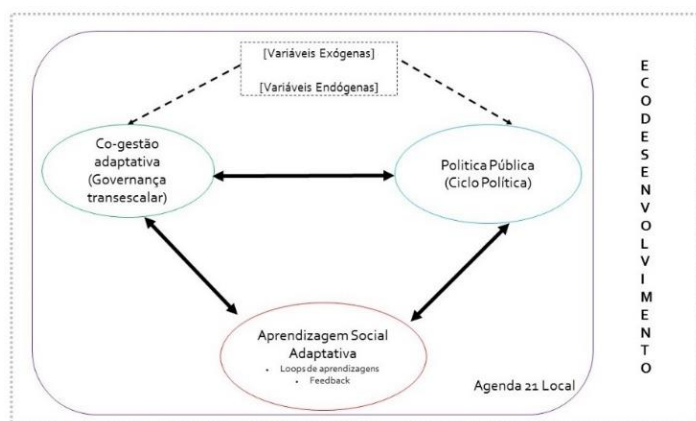 [Variáveis Exógenas]
[Variáveis Endógenas]
Co-gestão
adaptativa
(Governança
transescalar)
Politica Pública
(Ciclo Política)
Aprendizagem Social
Adaptativa
• Loops de aprendizagens
• Feedback
Agenda 21 Local
ECODESENVOLVIMENTO